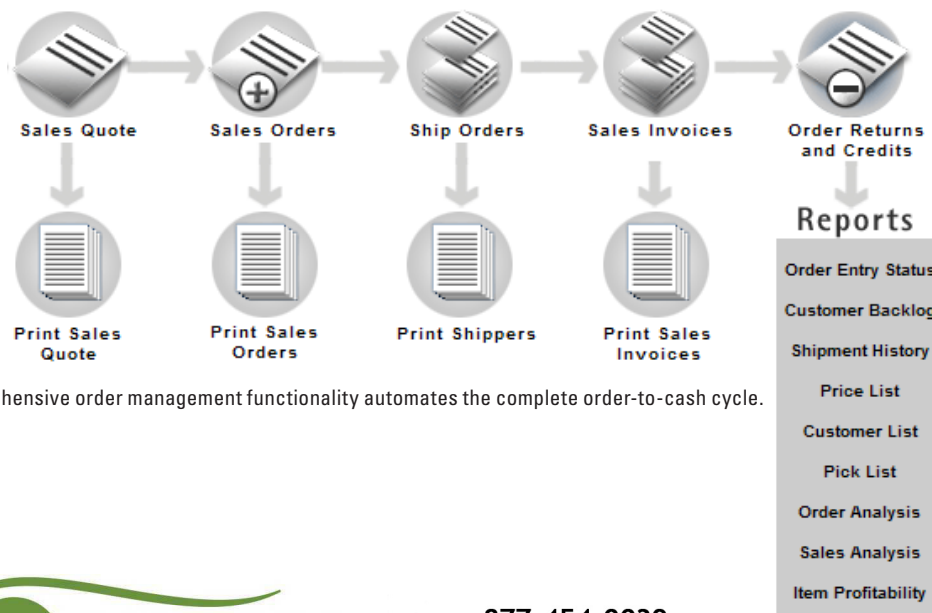 Sales Quote
Sales Orders
Ship Orders
Sales Invoices
Order Returns
and Credits
Print Sales
Quote
Print Sales
Orders
Print Shippers
Print Sales
Invoices
Reports
Order Entry Status
Customer Backlog
Shipment History
Price List
Customer List
Pick List
Order Analysis
Sales Analysis
Item Profitability
hensive order management functionality automates the complete order-to-cash cycle.